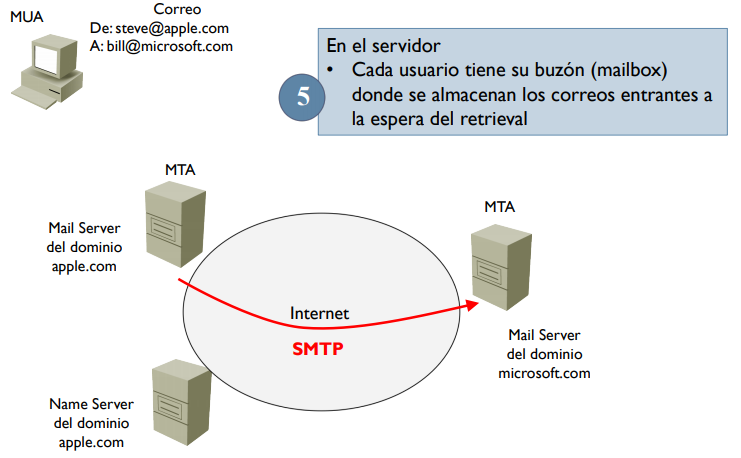 MUA
Correo
De: steve@apple.com
A: bill@microsoft.com
En el servidor
• Cada usuario tiene su buzón (mailbox)
donde se almacenan los correos entrantes a
la espera del retrieval
5
MTA
Mail Server
del dominio
apple.com
MTA
Internet
SMTP
Mail Server
del dominio
microsoft.com
Name Server
del dominio
apple.com